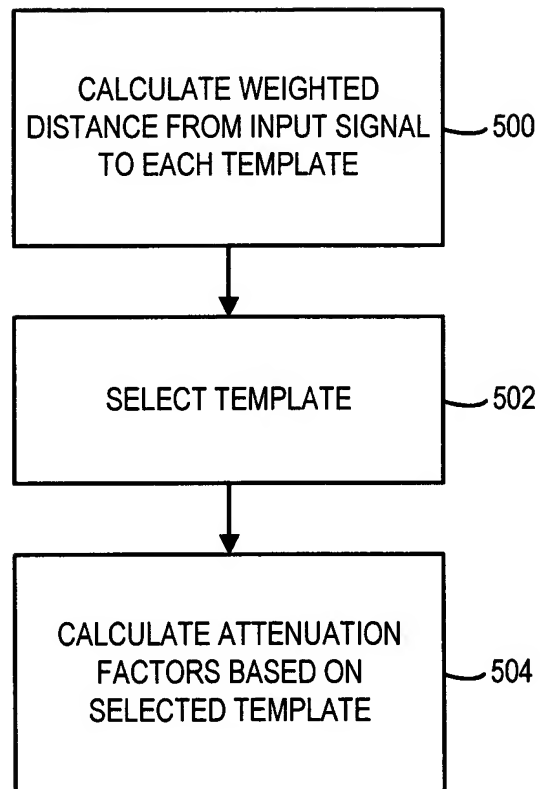 CALCULATE WEIGHTED
DISTANCE FROM INPUT SIGNAL
TO EACH TEMPLATE
500
SELECT TEMPLATE
502
CALCULATE ATTENUATION
FACTORS BASED ON
SELECTED TEMPLATE
504